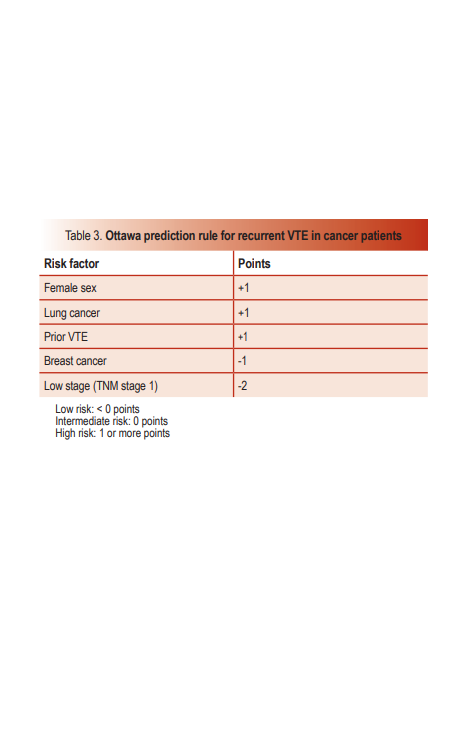 Table 3. Ottawa prediction rule for recurrent VTE in cancer patients
Risk factor Points
Female sex +1
Lung cancer +1
Prior VTE +1
Breast cancer -1
Low stage (TNM stage 1) -2
Low risk: < 0 points
Intermediate risk: 0 points
High risk: 1 or more points